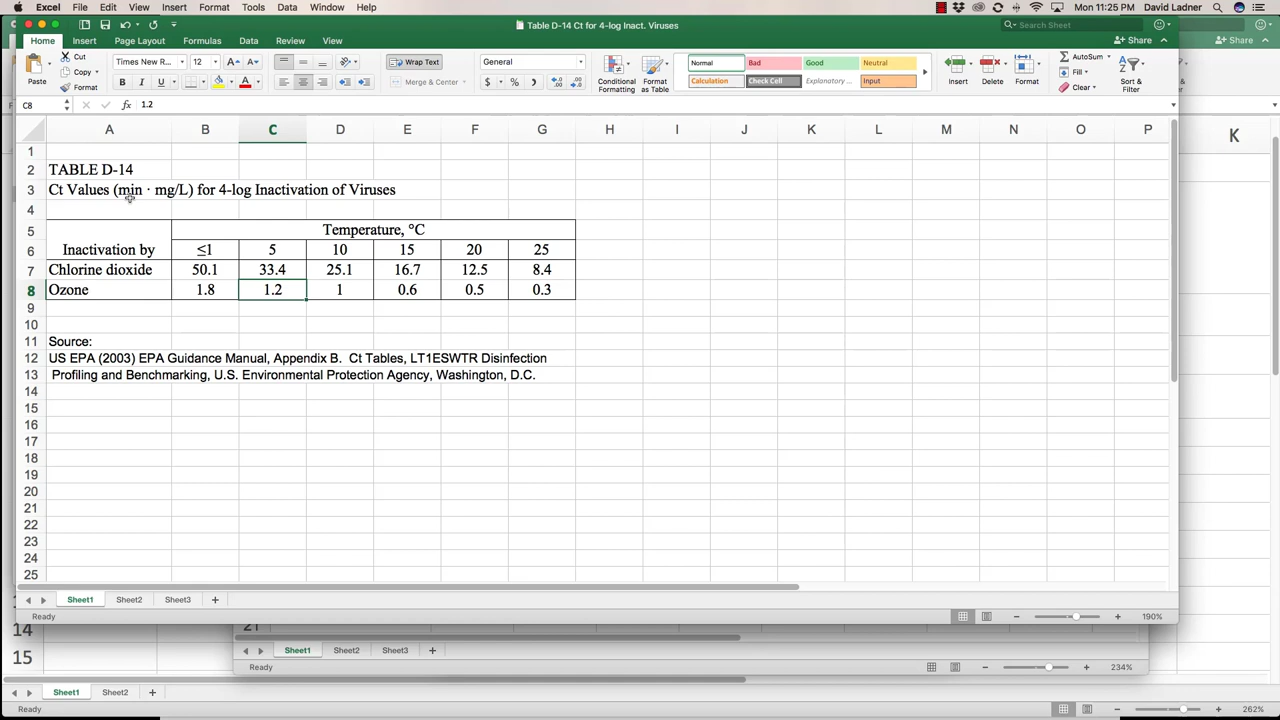 Excel File Edit View Insert Format Tools Data Window Help Mon 11:25 PM David Ladner
Table D-14 Ct for 4-log Inact. Viruses Search Sheet
Home Insert Page Layout Formulas Data Review View Share Share
Paste Cut Copy Format Times New R... 12 Wrap Text General Conditional Formatting Format as Table Normal Bad Good Neutral Insert Delete Format AutoSum Fill Clear Sort & Filter
B I U Merge & Center $ % Calculation Check Cell Explanatory ... Input
C8 fx 1.2
A B C D E F G H I J K L M N O P K
1
2 TABLE D-14
3 Ct Values (min · mg/L) for 4-log Inactivation of Viruses
4
5 Temperature, °C
6 Inactivation by ≤1 5 10 15 20 25
7 Chlorine dioxide 50.1 33.4 25.1 16.7 12.5 8.4
8 Ozone 1.8 1.2 1 0.6 0.5 0.3
9
10
11 Source:
12 US EPA (2003) EPA Guidance Manual, Appendix B. Ct Tables, LT1ESWTR Disinfection
13 Profiling and Benchmarking, U.S. Environmental Protection Agency, Washington, D.C.
14
15
16
17
18
19
20
21
22
23
24
25
Sheet1 Sheet2 Sheet3 +
Ready 190%
14
21
15
Sheet1 Sheet2 Sheet3 +
Ready 234%
Sheet1 Sheet2 +
Ready 262%